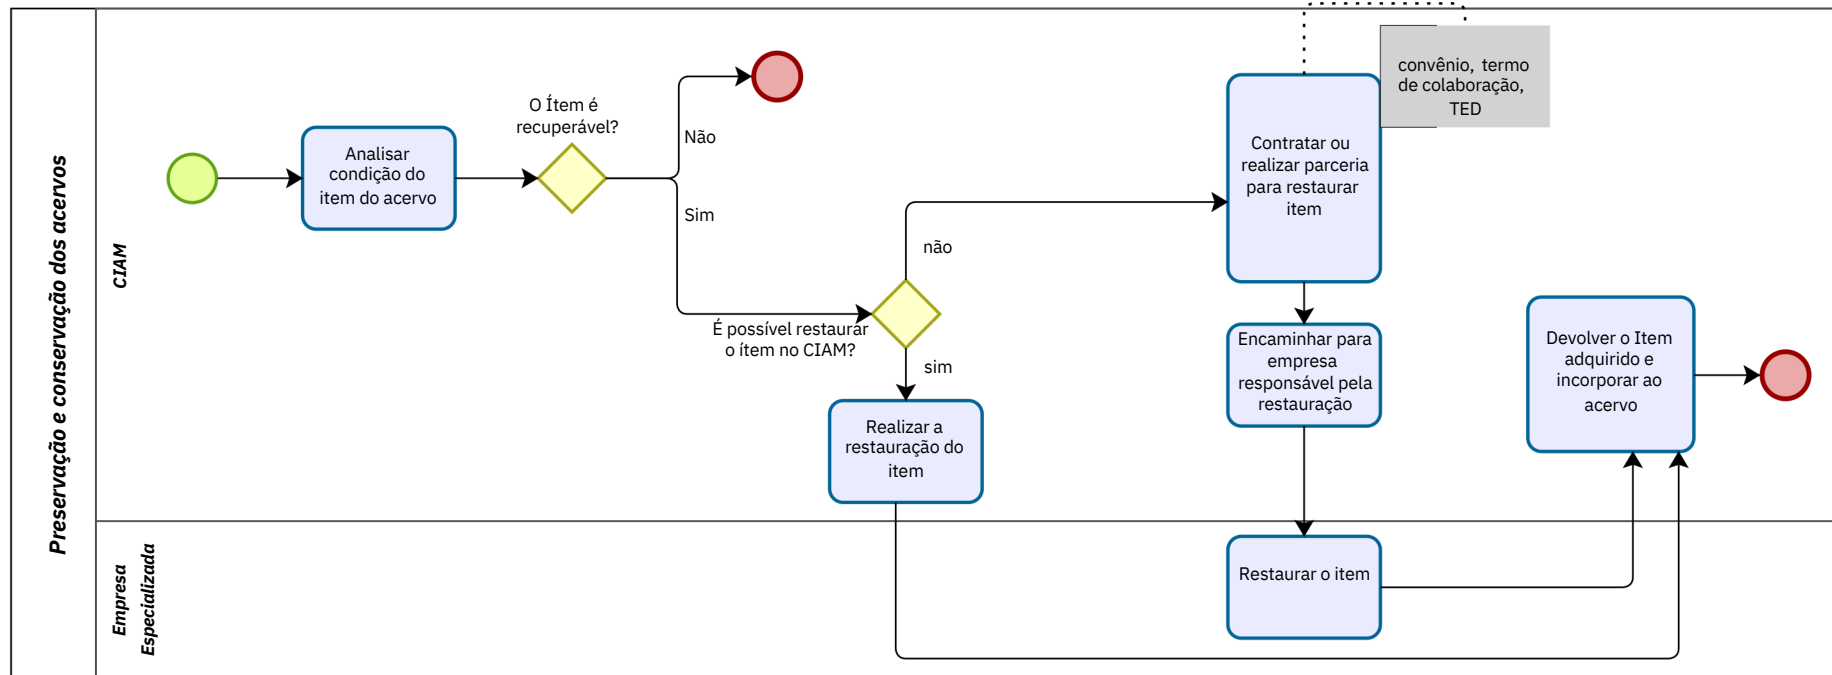 Preservação e conservação dos acervos
CIAM
Analisar
condição do
item do acervo
O Ítem é
recuperável?
Não
Sim
É possível restaurar
o ítem no CIAM?
não
sim
Realizar a
restauração do
item
Contratar ou
realizar parceria
para restaurar
item
convênio, termo
de colaboração,
TED
Encaminhar para
empresa
responsável pela
restauração
Devolver o Item
adquirido e
incorporar ao
acervo
Empresa
Especializada
Restaurar o item